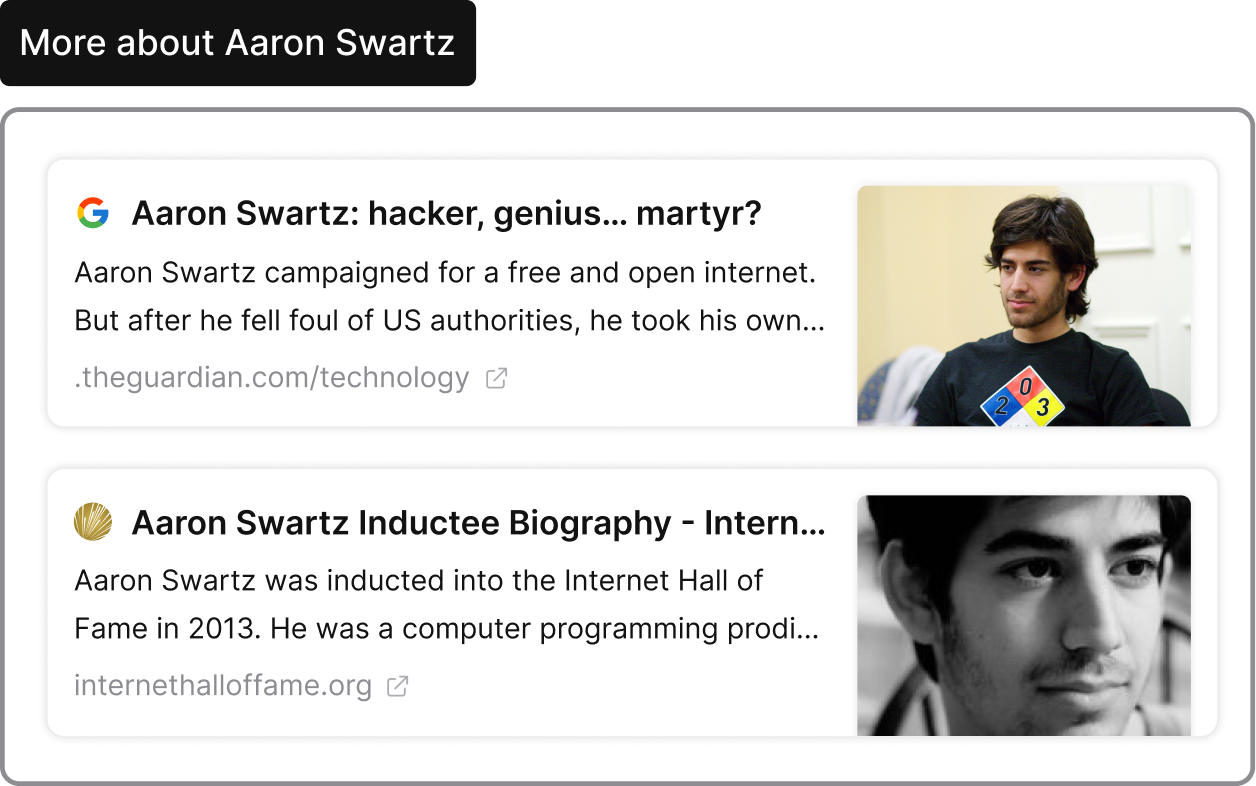 More about Aaron Swartz
Aaron Swartz: hacker, genius... martyr?
Aaron Swartz campaigned for a free and open internet.
But after he fell foul of US authorities, he took his own...
.theguardian.com/technology
0
2 3
Aaron Swartz Inductee Biography - Intern...
Aaron Swartz was inducted into the Internet Hall of
Fame in 2013. He was a computer programming prodi...
internethalloffame.org